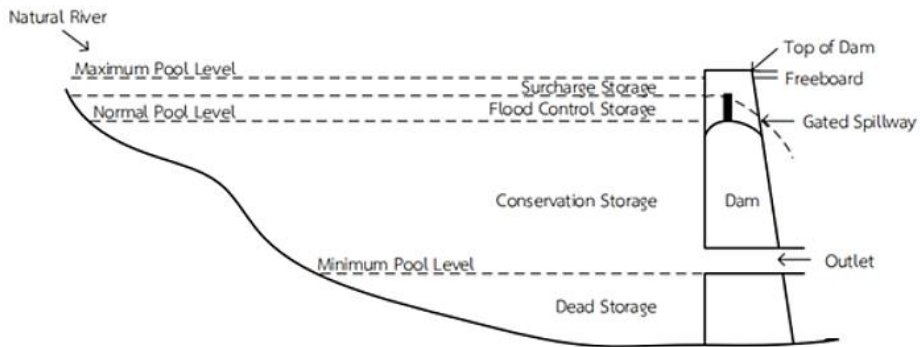 Natural River
Top of Dam
Maximum Pool Level
Freeboard
Surcharge Storage
Normal Pool Level
Flood Control Storage
Gated Spillway
Conservation Storage
Dam
Minimum Pool Level
Outlet
Dead Storage